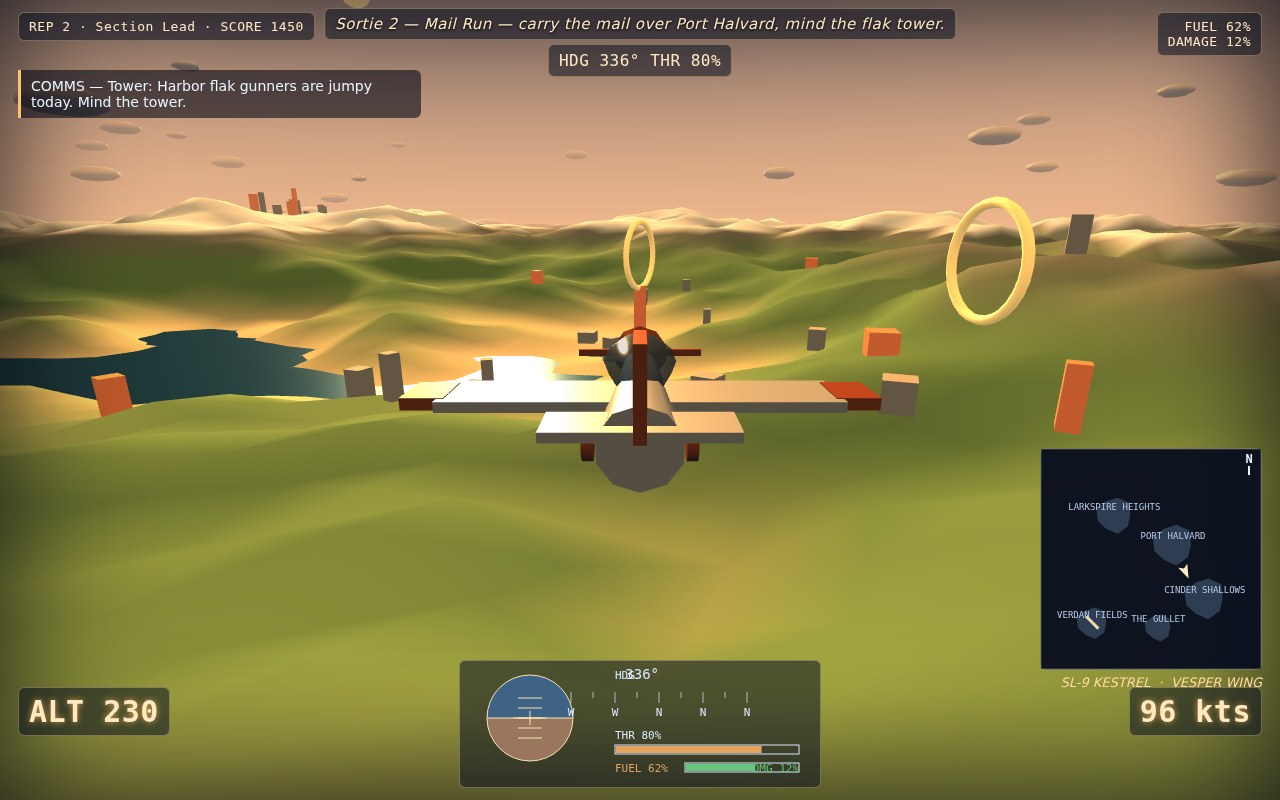 REP 2 · Section Lead · SCORE 1450
Sortie 2 — Mail Run — carry the mail over Port Halvard, mind the flak tower.
FUEL 62%
DAMAGE 12%
HDG 336° THR 80%
COMMS — Tower: Harbor flak gunners are jumpy
today. Mind the tower.
N
LARKSPIRE HEIGHTS
PORT HALVARD
CINDER SHALLOWS
VERDAN FIELDS
THE GULLET
SL-9 KESTREL · VESPER WING
ALT 230
96 kts
HDG 336°
W W N N N
THR 80%
FUEL 62%
DMG 12%